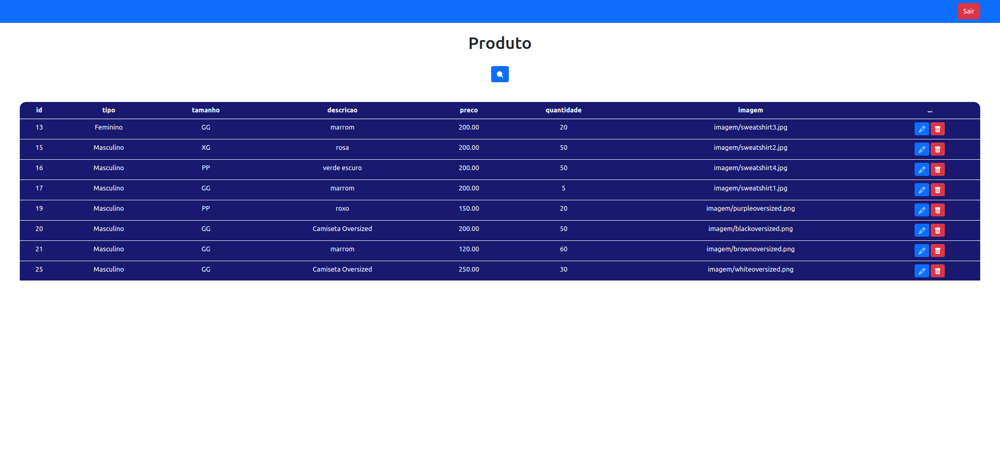 Sair
Produto
id tipo tamanho descricao preco quantidade imagem ...
13 Feminino GG marrom 200.00 20 imagem/sweatshirt3.jpg
15 Masculino XG rosa 200.00 50 imagem/sweatshirt2.jpg
16 Masculino PP verde escuro 200.00 50 imagem/sweatshirt4.jpg
17 Masculino GG marrom 200.00 5 imagem/sweatshirt1.jpg
19 Masculino PP roxo 150.00 20 imagem/purpleoversized.png
20 Masculino GG Camiseta Oversized 200.00 50 imagem/blackoversized.png
21 Masculino GG marrom 120.00 60 imagem/brownoversized.png
25 Masculino GG Camiseta Oversized 250.00 30 imagem/whiteoversized.png